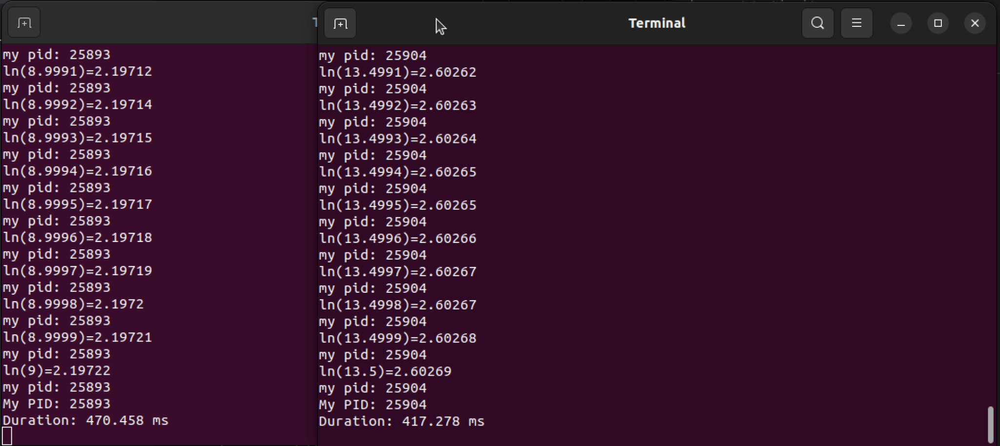 Terminal
my pid: 25893
ln(8.9991)=2.19712
my pid: 25893
ln(8.9992)=2.19714
my pid: 25893
ln(8.9993)=2.19715
my pid: 25893
ln(8.9994)=2.19716
my pid: 25893
ln(8.9995)=2.19717
my pid: 25893
ln(8.9996)=2.19718
my pid: 25893
ln(8.9997)=2.19719
my pid: 25893
ln(8.9998)=2.1972
my pid: 25893
ln(8.9999)=2.19721
my pid: 25893
ln(9)=2.19722
my pid: 25893
My PID: 25893
Duration: 470.458 ms
my pid: 25904
ln(13.4991)=2.60262
my pid: 25904
ln(13.4992)=2.60263
my pid: 25904
ln(13.4993)=2.60264
my pid: 25904
ln(13.4994)=2.60265
my pid: 25904
ln(13.4995)=2.60265
my pid: 25904
ln(13.4996)=2.60266
my pid: 25904
ln(13.4997)=2.60267
my pid: 25904
ln(13.4998)=2.60267
my pid: 25904
ln(13.4999)=2.60268
my pid: 25904
ln(13.5)=2.60269
my pid: 25904
My PID: 25904
Duration: 417.278 ms